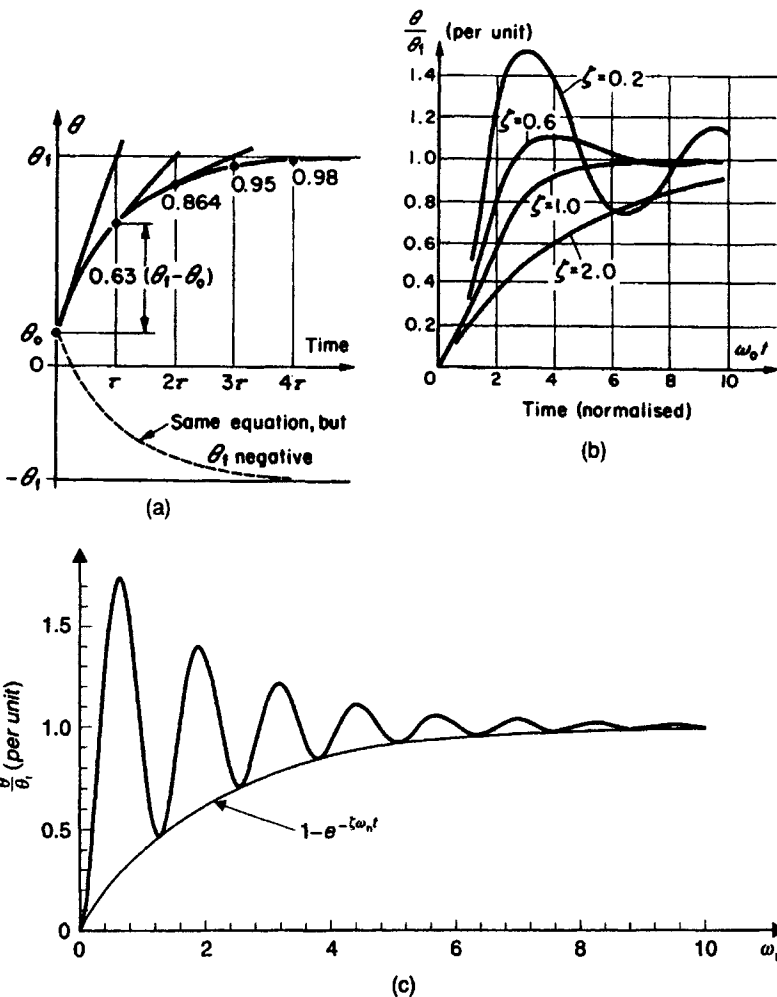 θ
θ₁
0.98
0.95
0.864
0.63 (θ₁−θ₀)
θ₀
0
Time
τ
2τ
3τ
4τ
Same equation, but
θ₁ negative
−θ₁
(a)
θ/θ₁ (per unit)
1.4
1.2
1.0
0.8
0.6
0.4
0.2
0
ζ=0.2
ζ=0.6
ζ=1.0
ζ=2.0
2
4
6
8
10
ω₀t
Time (normalised)
(b)
θ/θ₁ (per unit)
1.5
1.0
0.5
0
1−e^−ζωₙt
0
2
4
6
8
10
(c)